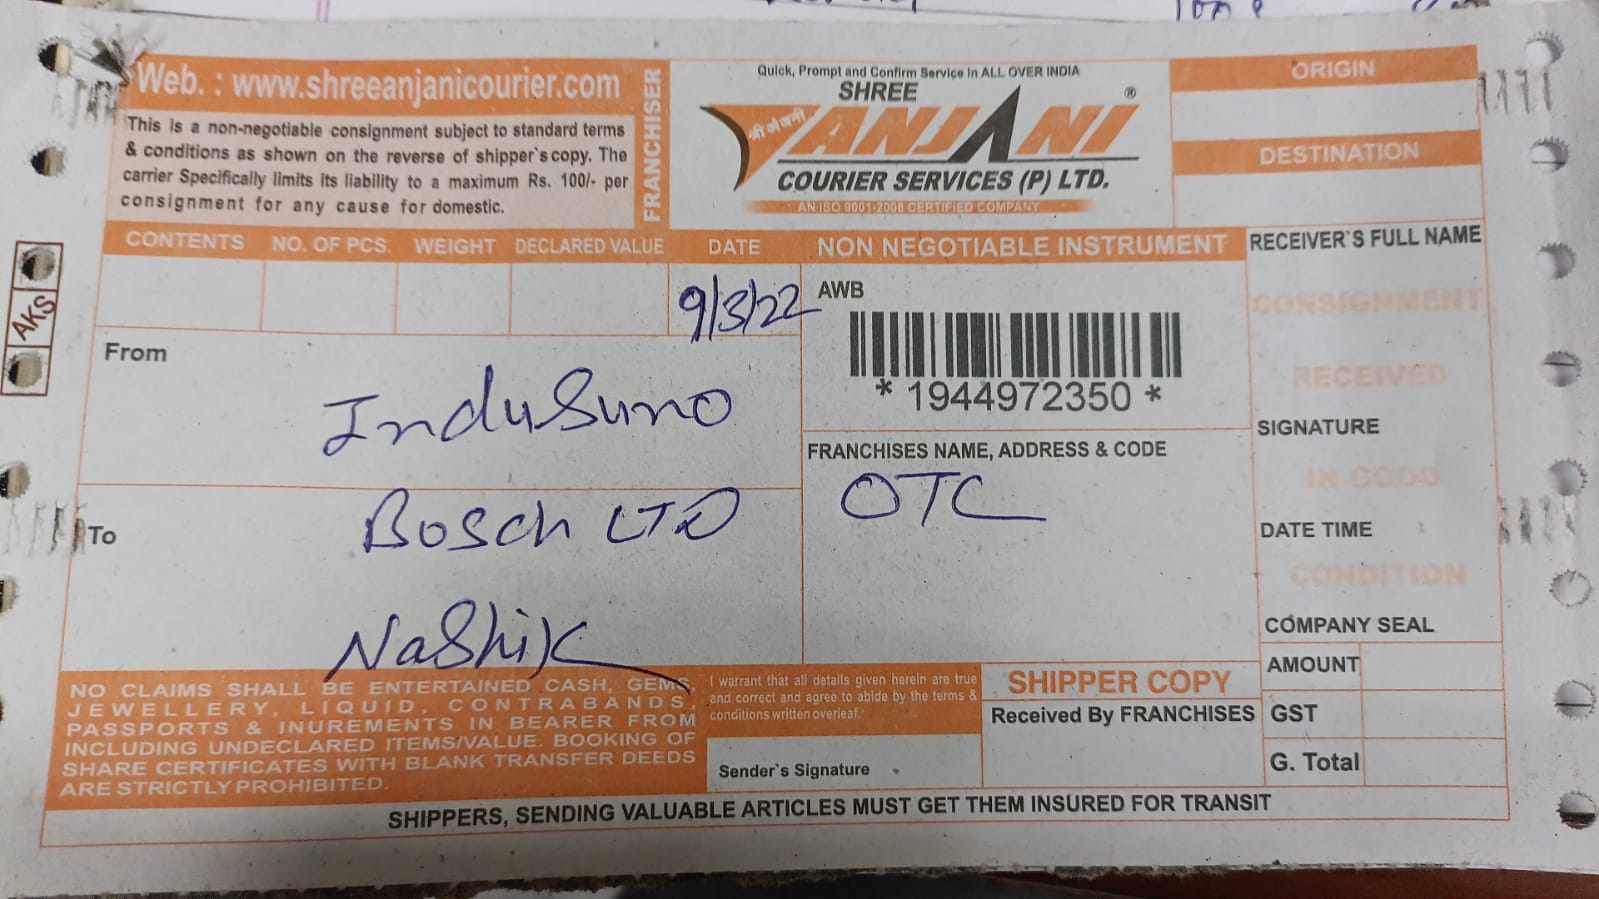 Web. : www.shreeanjanicourier.com
This is a non-negotiable consignment subject to standard terms
& conditions as shown on the reverse of shipper`s copy. The
carrier Specifically limits its liability to a maximum Rs. 100/- per
consignment for any cause for domestic.
FRANCHISER
Quick, Prompt and Confirm Service in ALL OVER INDIA
SHREE
श्री अंजनी
ANJANI ®
COURIER SERVICES (P) LTD.
AN ISO 9001-2008 CERTIFIED COMPANY
ORIGIN
DESTINATION
CONTENTS NO. OF PCS. WEIGHT DECLARED VALUE DATE
9/3/22
NON NEGOTIABLE INSTRUMENT
AWB
* 1944972350 *
RECEIVER`S FULL NAME
CONSIGNMENT
RECEIVED
SIGNATURE
IN GOOD
DATE TIME
CONDITION
COMPANY SEAL
AKS
From
InduSuno
To
Bosch LTD
Nashik
FRANCHISES NAME, ADDRESS & CODE
OTC
NO CLAIMS SHALL BE ENTERTAINED CASH, GEMS,
JEWELLERY, LIQUID, CONTRABANDS,
PASSPORTS & INUREMENTS IN BEARER FROM
INCLUDING UNDECLARED ITEMS/VALUE. BOOKING OF
SHARE CERTIFICATES WITH BLANK TRANSFER DEEDS
ARE STRICTLY PROHIBITED.
I warrant that all details given herein are true
and correct and agree to abide by the terms &
conditions written overleaf.
Sender`s Signature
SHIPPER COPY
Received By FRANCHISES
AMOUNT
GST
G. Total
SHIPPERS, SENDING VALUABLE ARTICLES MUST GET THEM INSURED FOR TRANSIT